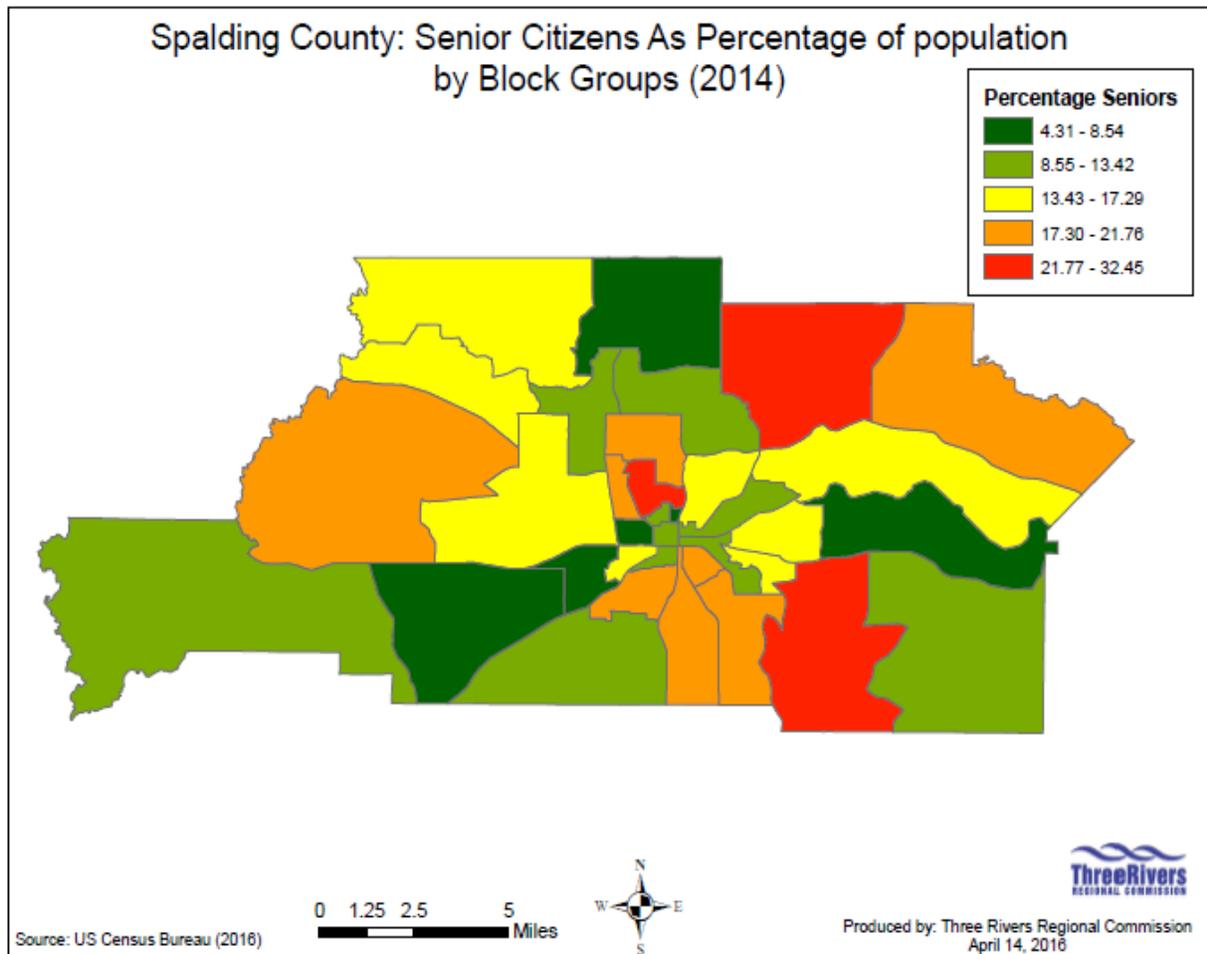 Spalding County: Senior Citizens As Percentage of population
by Block Groups (2014)
Percentage Seniors
4.31 - 8.54
8.55 - 13.42
13.43 - 17.29
17.30 - 21.76
21.77 - 32.45
N
W E
S
0 1.25 2.5 5
Miles
Source: US Census Bureau (2016)
ThreeRivers
REGIONAL COMMISSION
Produced by: Three Rivers Regional Commission
April 14, 2016